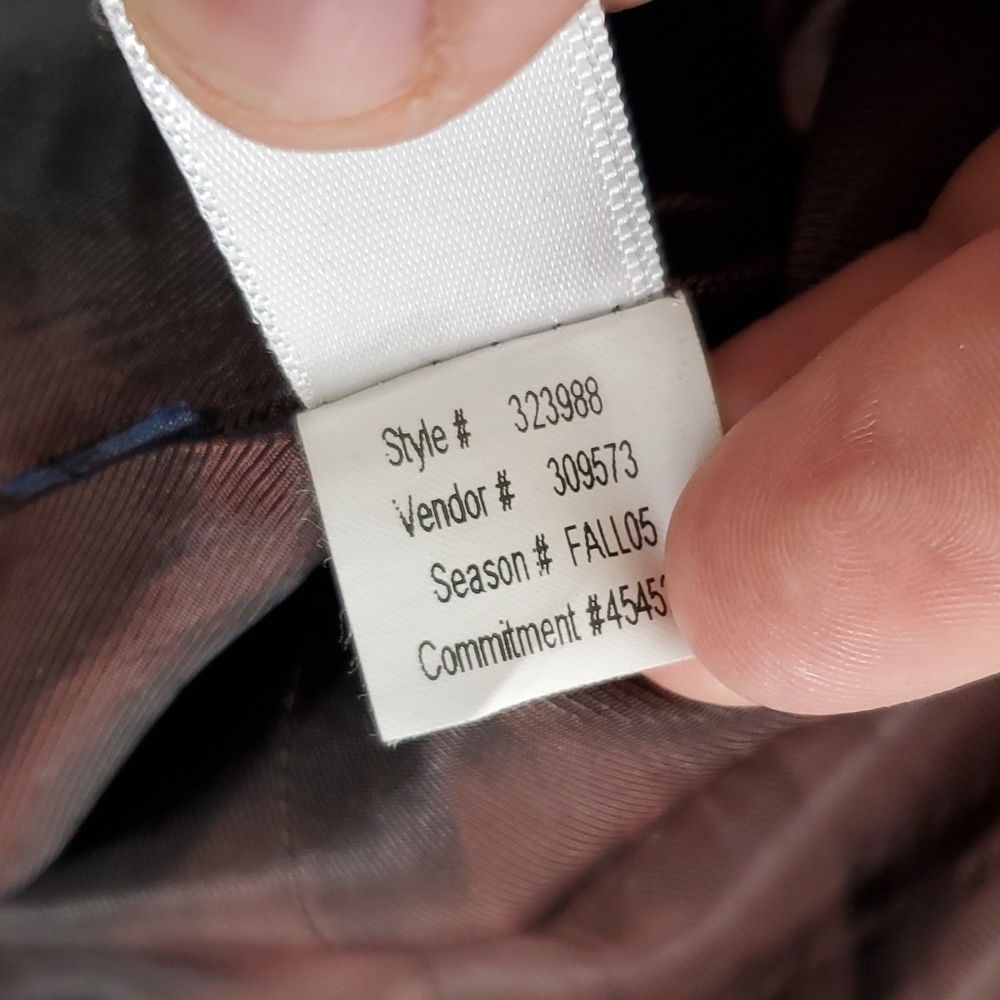 Style # 323988
Vendor # 309573
Season # FALL05
Commitment #4545